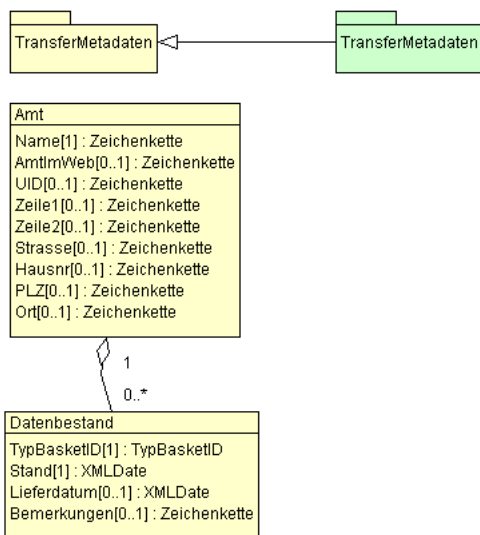 TransferMetadaten
TransferMetadaten
Amt
Name[1] : Zeichenkette
AmtImWeb[0..1] : Zeichenkette
UID[0..1] : Zeichenkette
Zeile1[0..1] : Zeichenkette
Zeile2[0..1] : Zeichenkette
Strasse[0..1] : Zeichenkette
Hausnr[0..1] : Zeichenkette
PLZ[0..1] : Zeichenkette
Ort[0..1] : Zeichenkette
1
0..*
Datenbestand
TypBasketID[1] : TypBasketID
Stand[1] : XMLDate
Lieferdatum[0..1] : XMLDate
Bemerkungen[0..1] : Zeichenkette